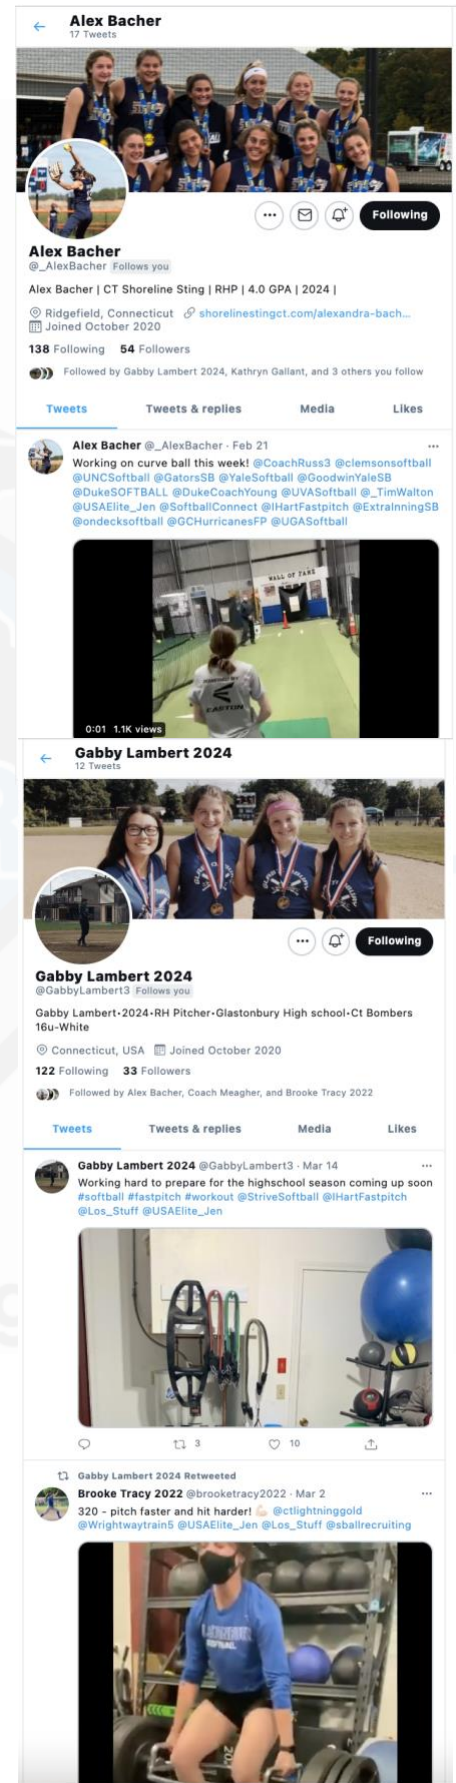 Alex Bacher
17 Tweets
Following
Alex Bacher
@_AlexBacher Follows you
Alex Bacher | CT Shoreline Sting | RHP | 4.0 GPA | 2024 |
Ridgefield, Connecticut shorelinestingct.com/alexandra-bach...
Joined October 2020
138 Following 54 Followers
Followed by Gabby Lambert 2024, Kathryn Gallant, and 3 others you follow
Tweets Tweets & replies Media Likes
Alex Bacher @_AlexBacher · Feb 21
Working on curve ball this week! @CoachRuss3 @clemsonsoftball
@UNCSoftball @GatorsSB @YaleSoftball @GoodwinYaleSB
@DukeSOFTBALL @DukeCoachYoung @UVASoftball @_TimWalton
@USAElite_Jen @SoftballConnect @IHartFastpitch @ExtraInningSB
@ondecksoftball @GCHurricanesFP @UGASoftball
WALL OF FAME
POWERED BY
EASTON
0:01 1.1K views
Gabby Lambert 2024
12 Tweets
Following
Gabby Lambert 2024
@GabbyLambert3 Follows you
Gabby Lambert•2024•RH Pitcher•Glastonbury High school•Ct Bombers
16u-White
Connecticut, USA Joined October 2020
122 Following 33 Followers
Followed by Alex Bacher, Coach Meagher, and Brooke Tracy 2022
Tweets Tweets & replies Media Likes
Gabby Lambert 2024 @GabbyLambert3 · Mar 14
Working hard to prepare for the highschool season coming up soon
#softball #fastpitch #workout @StriveSoftball @IHartFastpitch
@Los_Stuff @USAElite_Jen
3 10
Gabby Lambert 2024 Retweeted
Brooke Tracy 2022 @brooketracy2022 · Mar 2
320 - pitch faster and hit harder! 💪🏻 @ctlightninggold
@Wrightwaytrain5 @USAElite_Jen @Los_Stuff @sballrecruiting
SOFTBALL